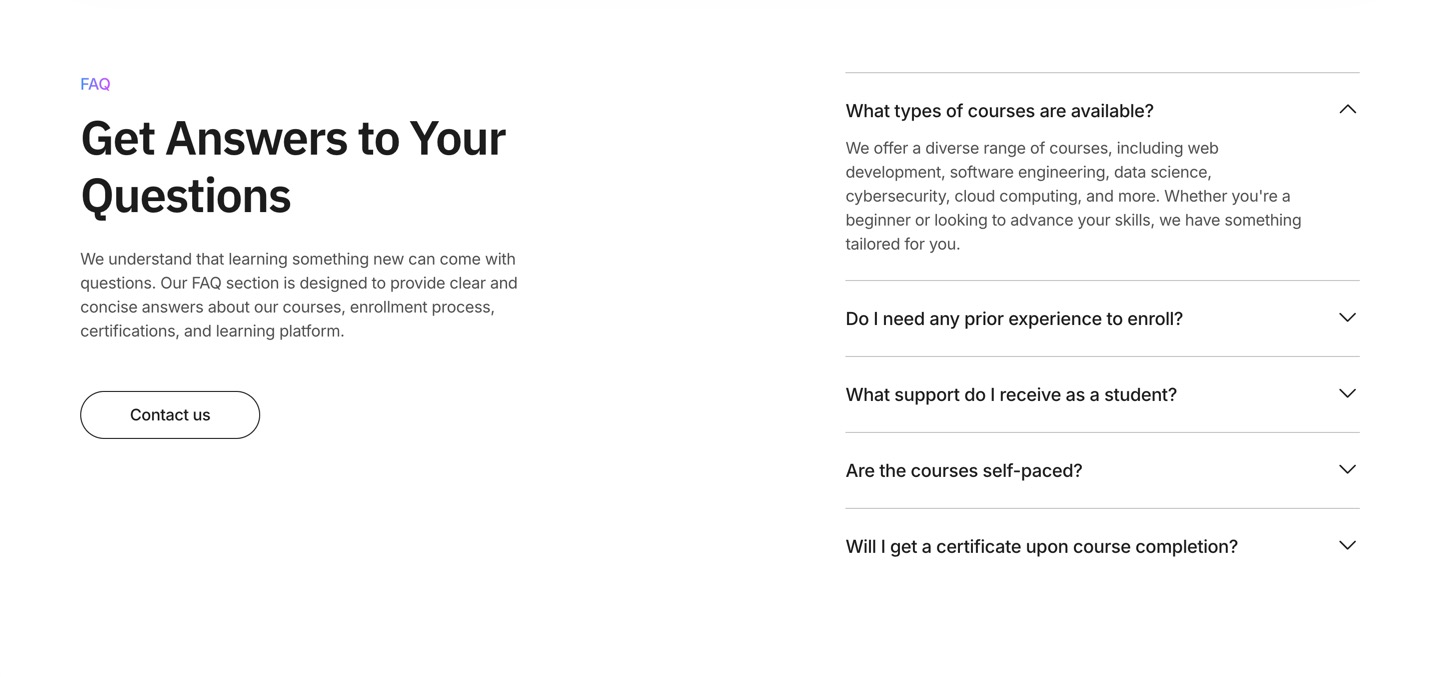 FAQ
Get Answers to Your
Questions
We understand that learning something new can come with
questions. Our FAQ section is designed to provide clear and
concise answers about our courses, enrollment process,
certifications, and learning platform.
Contact us
What types of courses are available?
We offer a diverse range of courses, including web
development, software engineering, data science,
cybersecurity, cloud computing, and more. Whether you're a
beginner or looking to advance your skills, we have something
tailored for you.
Do I need any prior experience to enroll?
What support do I receive as a student?
Are the courses self-paced?
Will I get a certificate upon course completion?